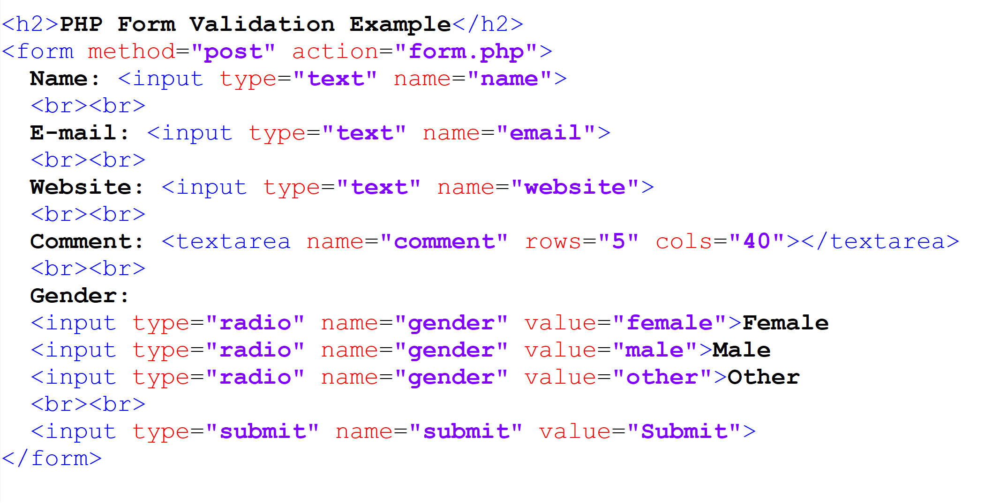 <h2>PHP Form Validation Example</h2>
<form method="post" action="form.php">
  Name: <input type="text" name="name">
  <br><br>
  E-mail: <input type="text" name="email">
  <br><br>
  Website: <input type="text" name="website">
  <br><br>
  Comment: <textarea name="comment" rows="5" cols="40"></textarea>
  <br><br>
  Gender:
  <input type="radio" name="gender" value="female">Female
  <input type="radio" name="gender" value="male">Male
  <input type="radio" name="gender" value="other">Other
  <br><br>
  <input type="submit" name="submit" value="Submit">
</form>